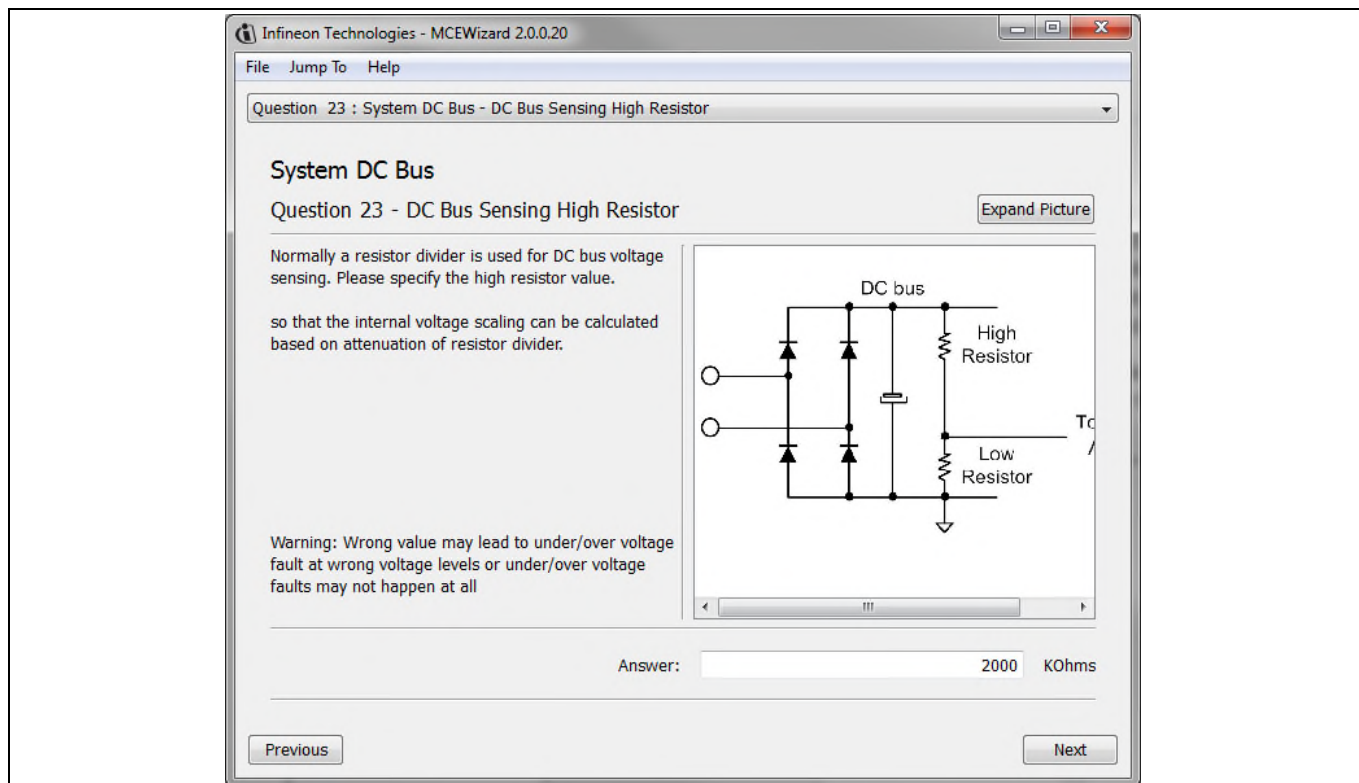 Infineon Technologies - MCEWizard 2.0.0.20
File Jump To Help
Question 23 : System DC Bus - DC Bus Sensing High Resistor
System DC Bus
Question 23 - DC Bus Sensing High Resistor
Expand Picture
Normally a resistor divider is used for DC bus voltage
sensing. Please specify the high resistor value.
so that the internal voltage scaling can be calculated
based on attenuation of resistor divider.
Warning: Wrong value may lead to under/over voltage
fault at wrong voltage levels or under/over voltage
faults may not happen at all
DC bus
High
Resistor
To
Low
Resistor
Answer:
2000 KOhms
Previous
Next